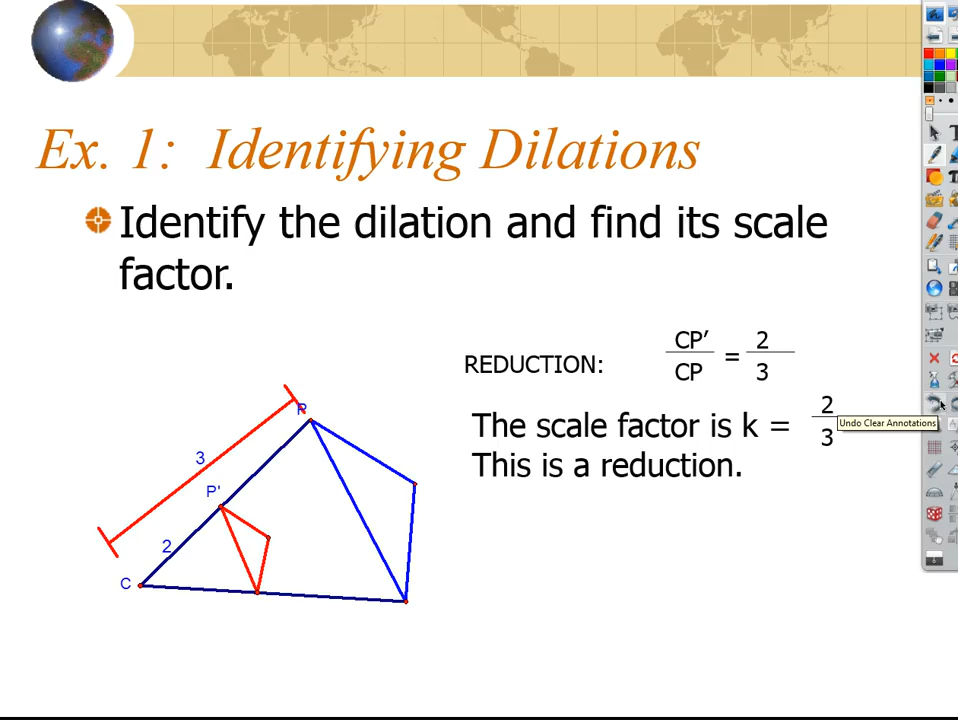 Ex. 1: Identifying Dilations
Identify the dilation and find its scale
factor.
REDUCTION:
CP’
CP
=
2
3
The scale factor is k =
2
3
Undo Clear Annotations
This is a reduction.
P
3
P'
2
C